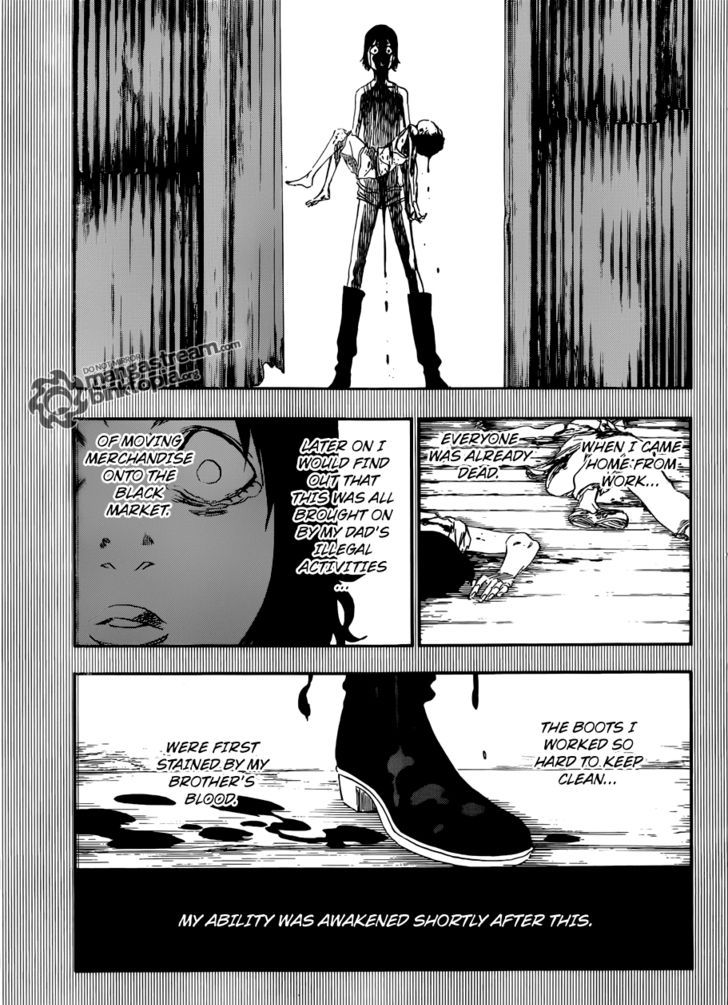 DO NOT MIRROR!
mangastream.com
binktopia.org
WHEN I CAME
HOME FROM
WORK...
EVERYONE
WAS ALREADY
DEAD.
LATER ON I
WOULD FIND
OUT THAT
THIS WAS ALL
BROUGHT ON
BY MY DAD'S
ILLEGAL
ACTIVITIES
...
OF MOVING
MERCHANDISE
ONTO THE
BLACK
MARKET.
THE BOOTS I
WORKED SO
HARD TO KEEP
CLEAN...
WERE FIRST
STAINED BY MY
BROTHER'S
BLOOD.
MY ABILITY WAS AWAKENED SHORTLY AFTER THIS.